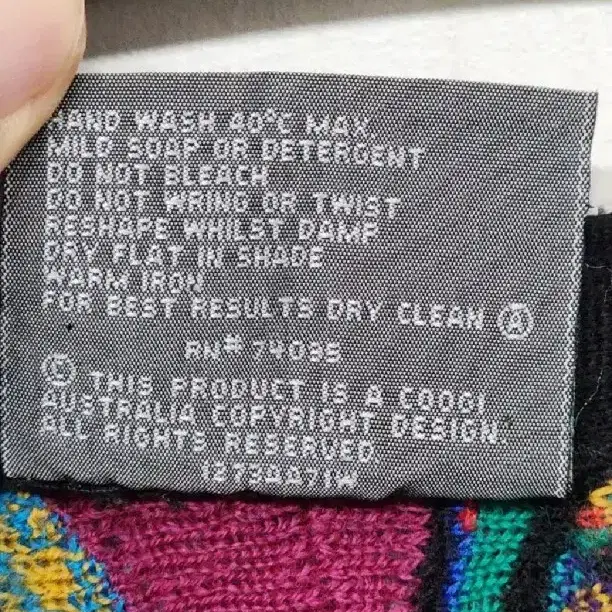 HAND WASH 40°C MAX
MILD SOAP OR DETERGENT
DO NOT BLEACH
DO NOT WRING OR TWIST
RESHAPE WHILST DAMP
DRY FLAT IN SHADE
WARM IRON
FOR BEST RESULTS DRY CLEAN Ⓐ
RN# 74095
© THIS PRODUCT IS A COOGI
AUSTRALIA COPYRIGHT DESIGN.
ALL RIGHTS RESERVED